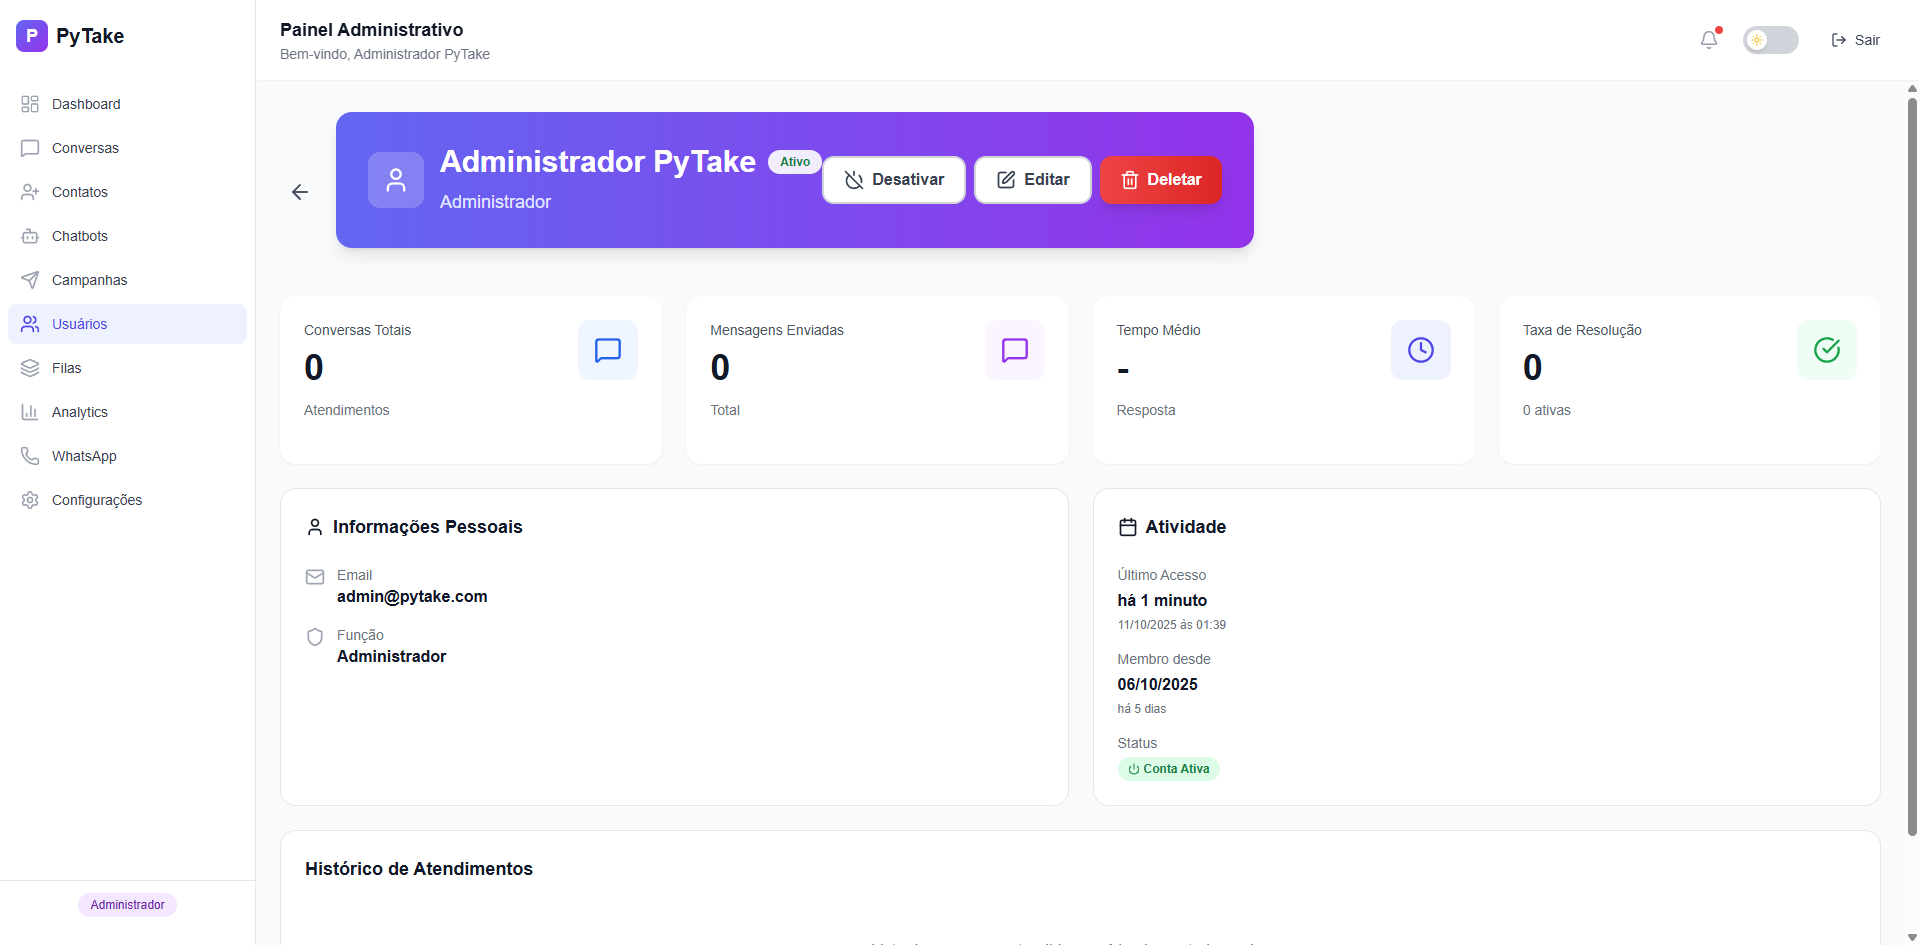 P PyTake
Dashboard
Conversas
Contatos
Chatbots
Campanhas
Usuários
Filas
Analytics
WhatsApp
Configurações
Administrador
Painel Administrativo
Bem-vindo, Administrador PyTake
Sair
Administrador PyTake Ativo
Administrador
Desativar
Editar
Deletar
Conversas Totais
0
Atendimentos
Mensagens Enviadas
0
Total
Tempo Médio
-
Resposta
Taxa de Resolução
0
0 ativas
Informações Pessoais
Email
admin@pytake.com
Função
Administrador
Atividade
Último Acesso
há 1 minuto
11/10/2025 às 01:39
Membro desde
06/10/2025
há 5 dias
Status
Conta Ativa
Histórico de Atendimentos